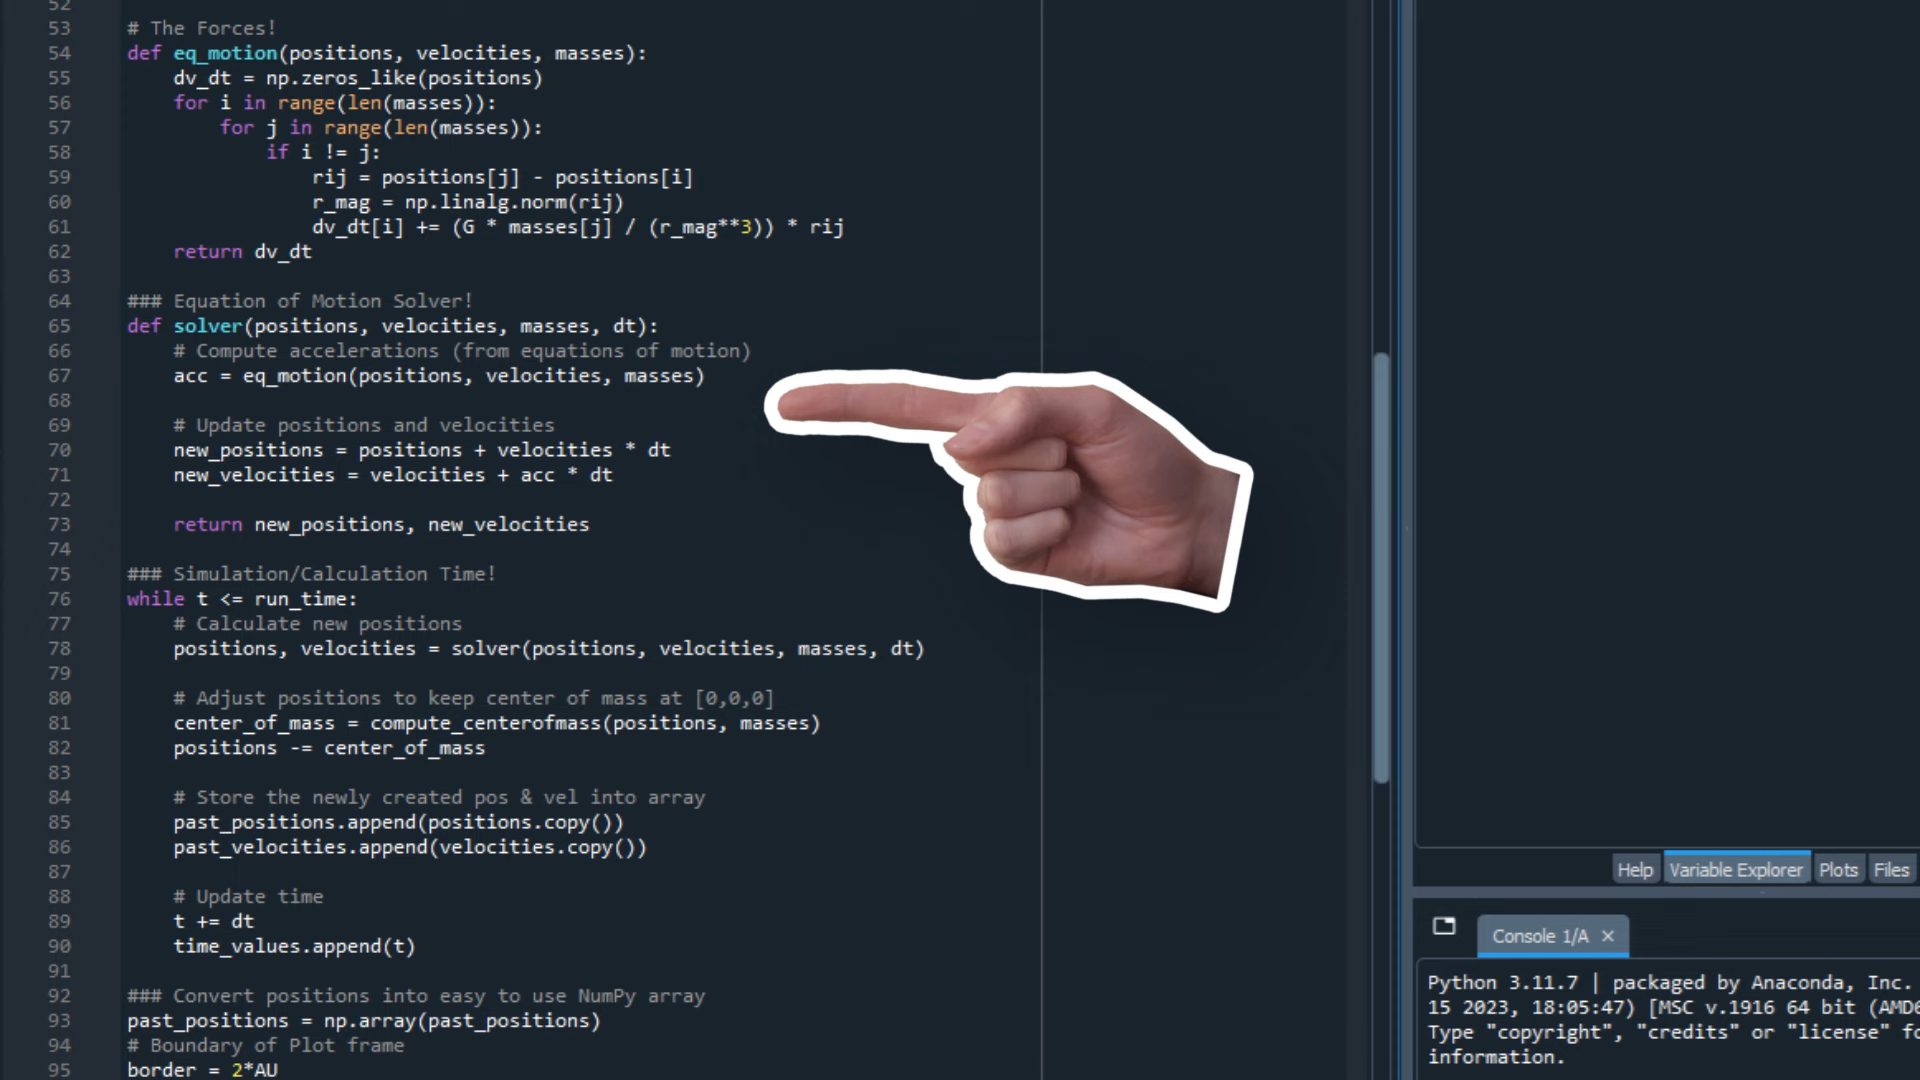 52
53 # The Forces!
54 def eq_motion(positions, velocities, masses):
55 dv_dt = np.zeros_like(positions)
56 for i in range(len(masses)):
57 for j in range(len(masses)):
58 if i != j:
59 rij = positions[j] - positions[i]
60 r_mag = np.linalg.norm(rij)
61 dv_dt[i] += (G * masses[j] / (r_mag**3)) * rij
62 return dv_dt
63
64 ### Equation of Motion Solver!
65 def solver(positions, velocities, masses, dt):
66 # Compute accelerations (from equations of motion)
67 acc = eq_motion(positions, velocities, masses)
68
69 # Update positions and velocities
70 new_positions = positions + velocities * dt
71 new_velocities = velocities + acc * dt
72
73 return new_positions, new_velocities
74
75 ### Simulation/Calculation Time!
76 while t <= run_time:
77 # Calculate new positions
78 positions, velocities = solver(positions, velocities, masses, dt)
79
80 # Adjust positions to keep center of mass at [0,0,0]
81 center_of_mass = compute_centerofmass(positions, masses)
82 positions -= center_of_mass
83
84 # Store the newly created pos & vel into array
85 past_positions.append(positions.copy())
86 past_velocities.append(velocities.copy())
87
88 # Update time
89 t += dt
90 time_values.append(t)
91
92 ### Convert positions into easy to use NumPy array
93 past_positions = np.array(past_positions)
94 # Boundary of Plot frame
95 border = 2*AU
Help Variable Explorer Plots Files
Console 1/A ×
Python 3.11.7 | packaged by Anaconda, Inc.
15 2023, 18:05:47) [MSC v.1916 64 bit (AMD6
Type "copyright", "credits" or "license" fo
information.